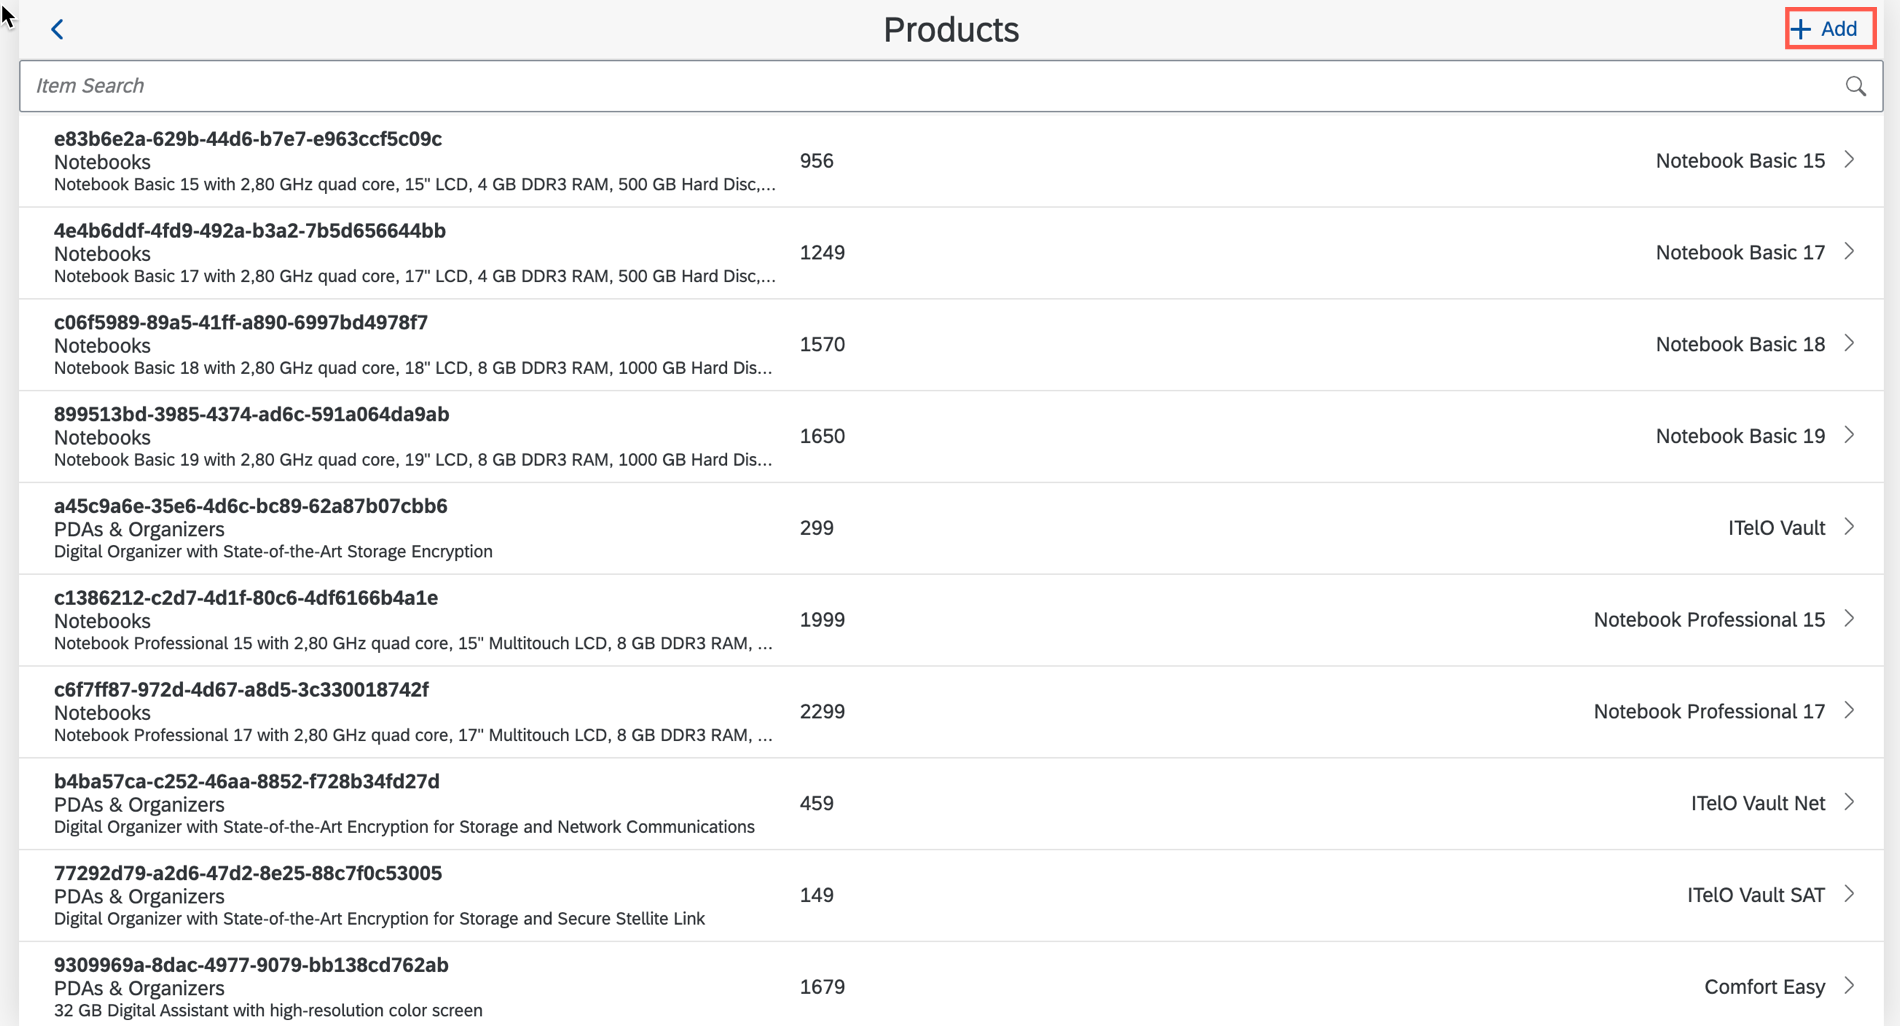 Products
Add
Item Search
e83b6e2a-629b-44d6-b7e7-e963ccf5c09c
Notebooks
Notebook Basic 15 with 2,80 GHz quad core, 15" LCD, 4 GB DDR3 RAM, 500 GB Hard Disc,...
956
Notebook Basic 15
4e4b6ddf-4fd9-492a-b3a2-7b5d656644bb
Notebooks
Notebook Basic 17 with 2,80 GHz quad core, 17" LCD, 4 GB DDR3 RAM, 500 GB Hard Disc,...
1249
Notebook Basic 17
c06f5989-89a5-41ff-a890-6997bd4978f7
Notebooks
Notebook Basic 18 with 2,80 GHz quad core, 18" LCD, 8 GB DDR3 RAM, 1000 GB Hard Dis...
1570
Notebook Basic 18
899513bd-3985-4374-ad6c-591a064da9ab
Notebooks
Notebook Basic 19 with 2,80 GHz quad core, 19" LCD, 8 GB DDR3 RAM, 1000 GB Hard Dis...
1650
Notebook Basic 19
a45c9a6e-35e6-4d6c-bc89-62a87b07cbb6
PDAs & Organizers
Digital Organizer with State-of-the-Art Storage Encryption
299
ITelO Vault
c1386212-c2d7-4d1f-80c6-4df6166b4a1e
Notebooks
Notebook Professional 15 with 2,80 GHz quad core, 15" Multitouch LCD, 8 GB DDR3 RAM, ...
1999
Notebook Professional 15
c6f7ff87-972d-4d67-a8d5-3c330018742f
Notebooks
Notebook Professional 17 with 2,80 GHz quad core, 17" Multitouch LCD, 8 GB DDR3 RAM, ...
2299
Notebook Professional 17
b4ba57ca-c252-46aa-8852-f728b34fd27d
PDAs & Organizers
Digital Organizer with State-of-the-Art Encryption for Storage and Network Communications
459
ITelO Vault Net
77292d79-a2d6-47d2-8e25-88c7f0c53005
PDAs & Organizers
Digital Organizer with State-of-the-Art Encryption for Storage and Secure Stellite Link
149
ITelO Vault SAT
9309969a-8dac-4977-9079-bb138cd762ab
PDAs & Organizers
32 GB Digital Assistant with high-resolution color screen
1679
Comfort Easy